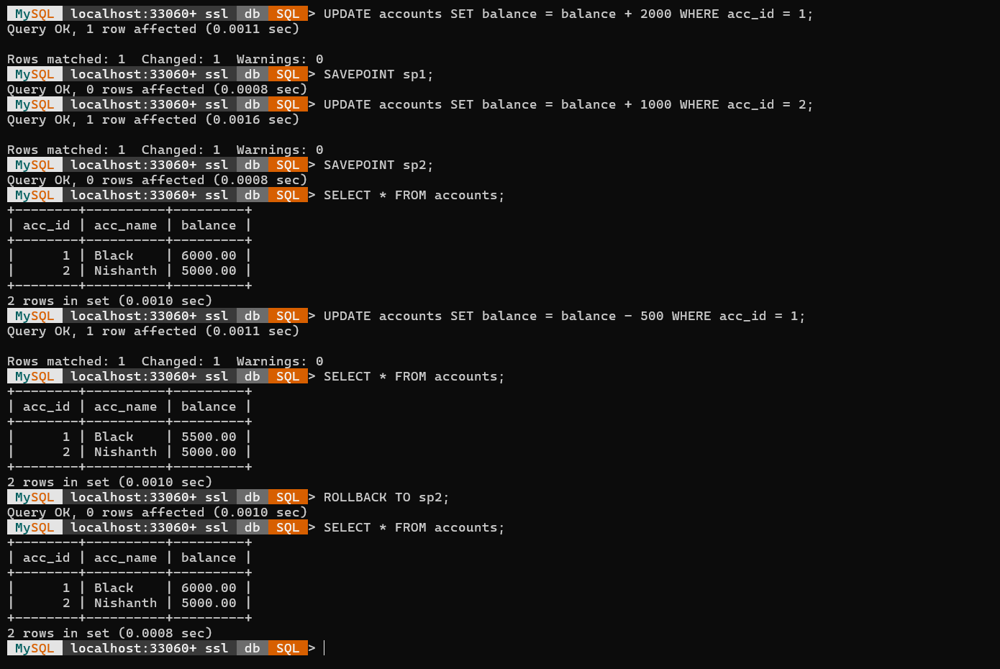 MySQL localhost:33060+ ssl db SQL > UPDATE accounts SET balance = balance + 2000 WHERE acc_id = 1;
Query OK, 1 row affected (0.0011 sec)

Rows matched: 1  Changed: 1  Warnings: 0
MySQL localhost:33060+ ssl db SQL > SAVEPOINT sp1;
Query OK, 0 rows affected (0.0008 sec)
MySQL localhost:33060+ ssl db SQL > UPDATE accounts SET balance = balance + 1000 WHERE acc_id = 2;
Query OK, 1 row affected (0.0016 sec)

Rows matched: 1  Changed: 1  Warnings: 0
MySQL localhost:33060+ ssl db SQL > SAVEPOINT sp2;
Query OK, 0 rows affected (0.0008 sec)
MySQL localhost:33060+ ssl db SQL > SELECT * FROM accounts;
+--------+----------+---------+
| acc_id | acc_name | balance |
+--------+----------+---------+
|      1 | Black    | 6000.00 |
|      2 | Nishanth | 5000.00 |
+--------+----------+---------+
2 rows in set (0.0010 sec)
MySQL localhost:33060+ ssl db SQL > UPDATE accounts SET balance = balance - 500 WHERE acc_id = 1;
Query OK, 1 row affected (0.0011 sec)

Rows matched: 1  Changed: 1  Warnings: 0
MySQL localhost:33060+ ssl db SQL > SELECT * FROM accounts;
+--------+----------+---------+
| acc_id | acc_name | balance |
+--------+----------+---------+
|      1 | Black    | 5500.00 |
|      2 | Nishanth | 5000.00 |
+--------+----------+---------+
2 rows in set (0.0010 sec)
MySQL localhost:33060+ ssl db SQL > ROLLBACK TO sp2;
Query OK, 0 rows affected (0.0010 sec)
MySQL localhost:33060+ ssl db SQL > SELECT * FROM accounts;
+--------+----------+---------+
| acc_id | acc_name | balance |
+--------+----------+---------+
|      1 | Black    | 6000.00 |
|      2 | Nishanth | 5000.00 |
+--------+----------+---------+
2 rows in set (0.0008 sec)
MySQL localhost:33060+ ssl db SQL >